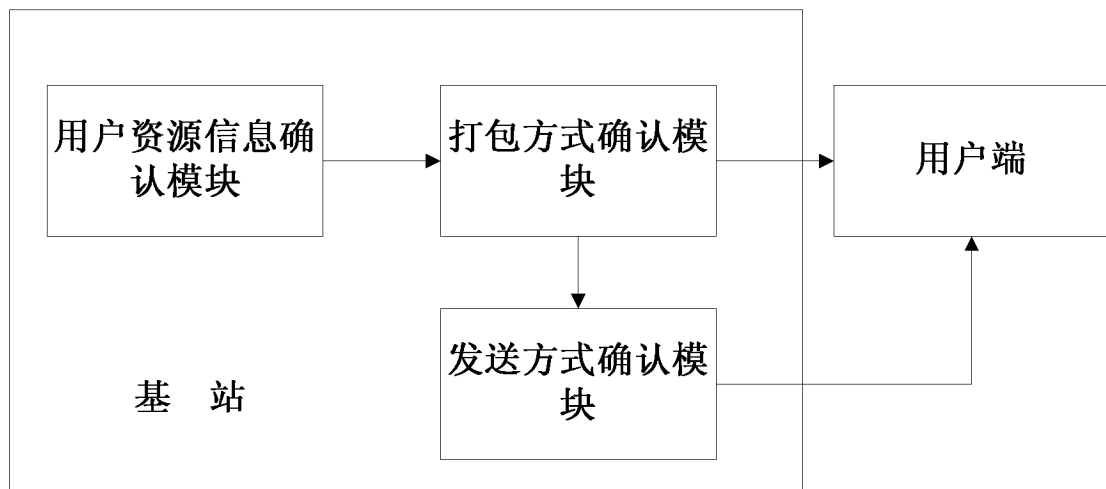 用户资源信息确
认模块
打包方式确认模
块
用户端
发送方式确认模
块
基 站